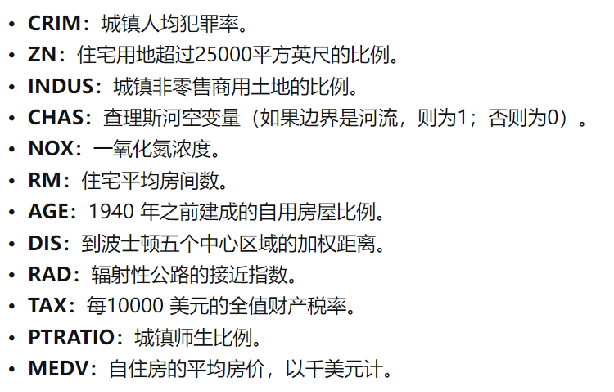 • CRIM：城镇人均犯罪率。
• ZN：住宅用地超过25000平方英尺的比例。
• INDUS：城镇非零售商用土地的比例。
• CHAS：查理斯河空变量（如果边界是河流，则为1；否则为0）。
• NOX：一氧化氮浓度。
• RM：住宅平均房间数。
• AGE：1940 年之前建成的自用房屋比例。
• DIS：到波士顿五个中心区域的加权距离。
• RAD：辐射性公路的接近指数。
• TAX：每10000 美元的全值财产税率。
• PTRATIO：城镇师生比例。
• MEDV：自住房的平均房价，以千美元计。